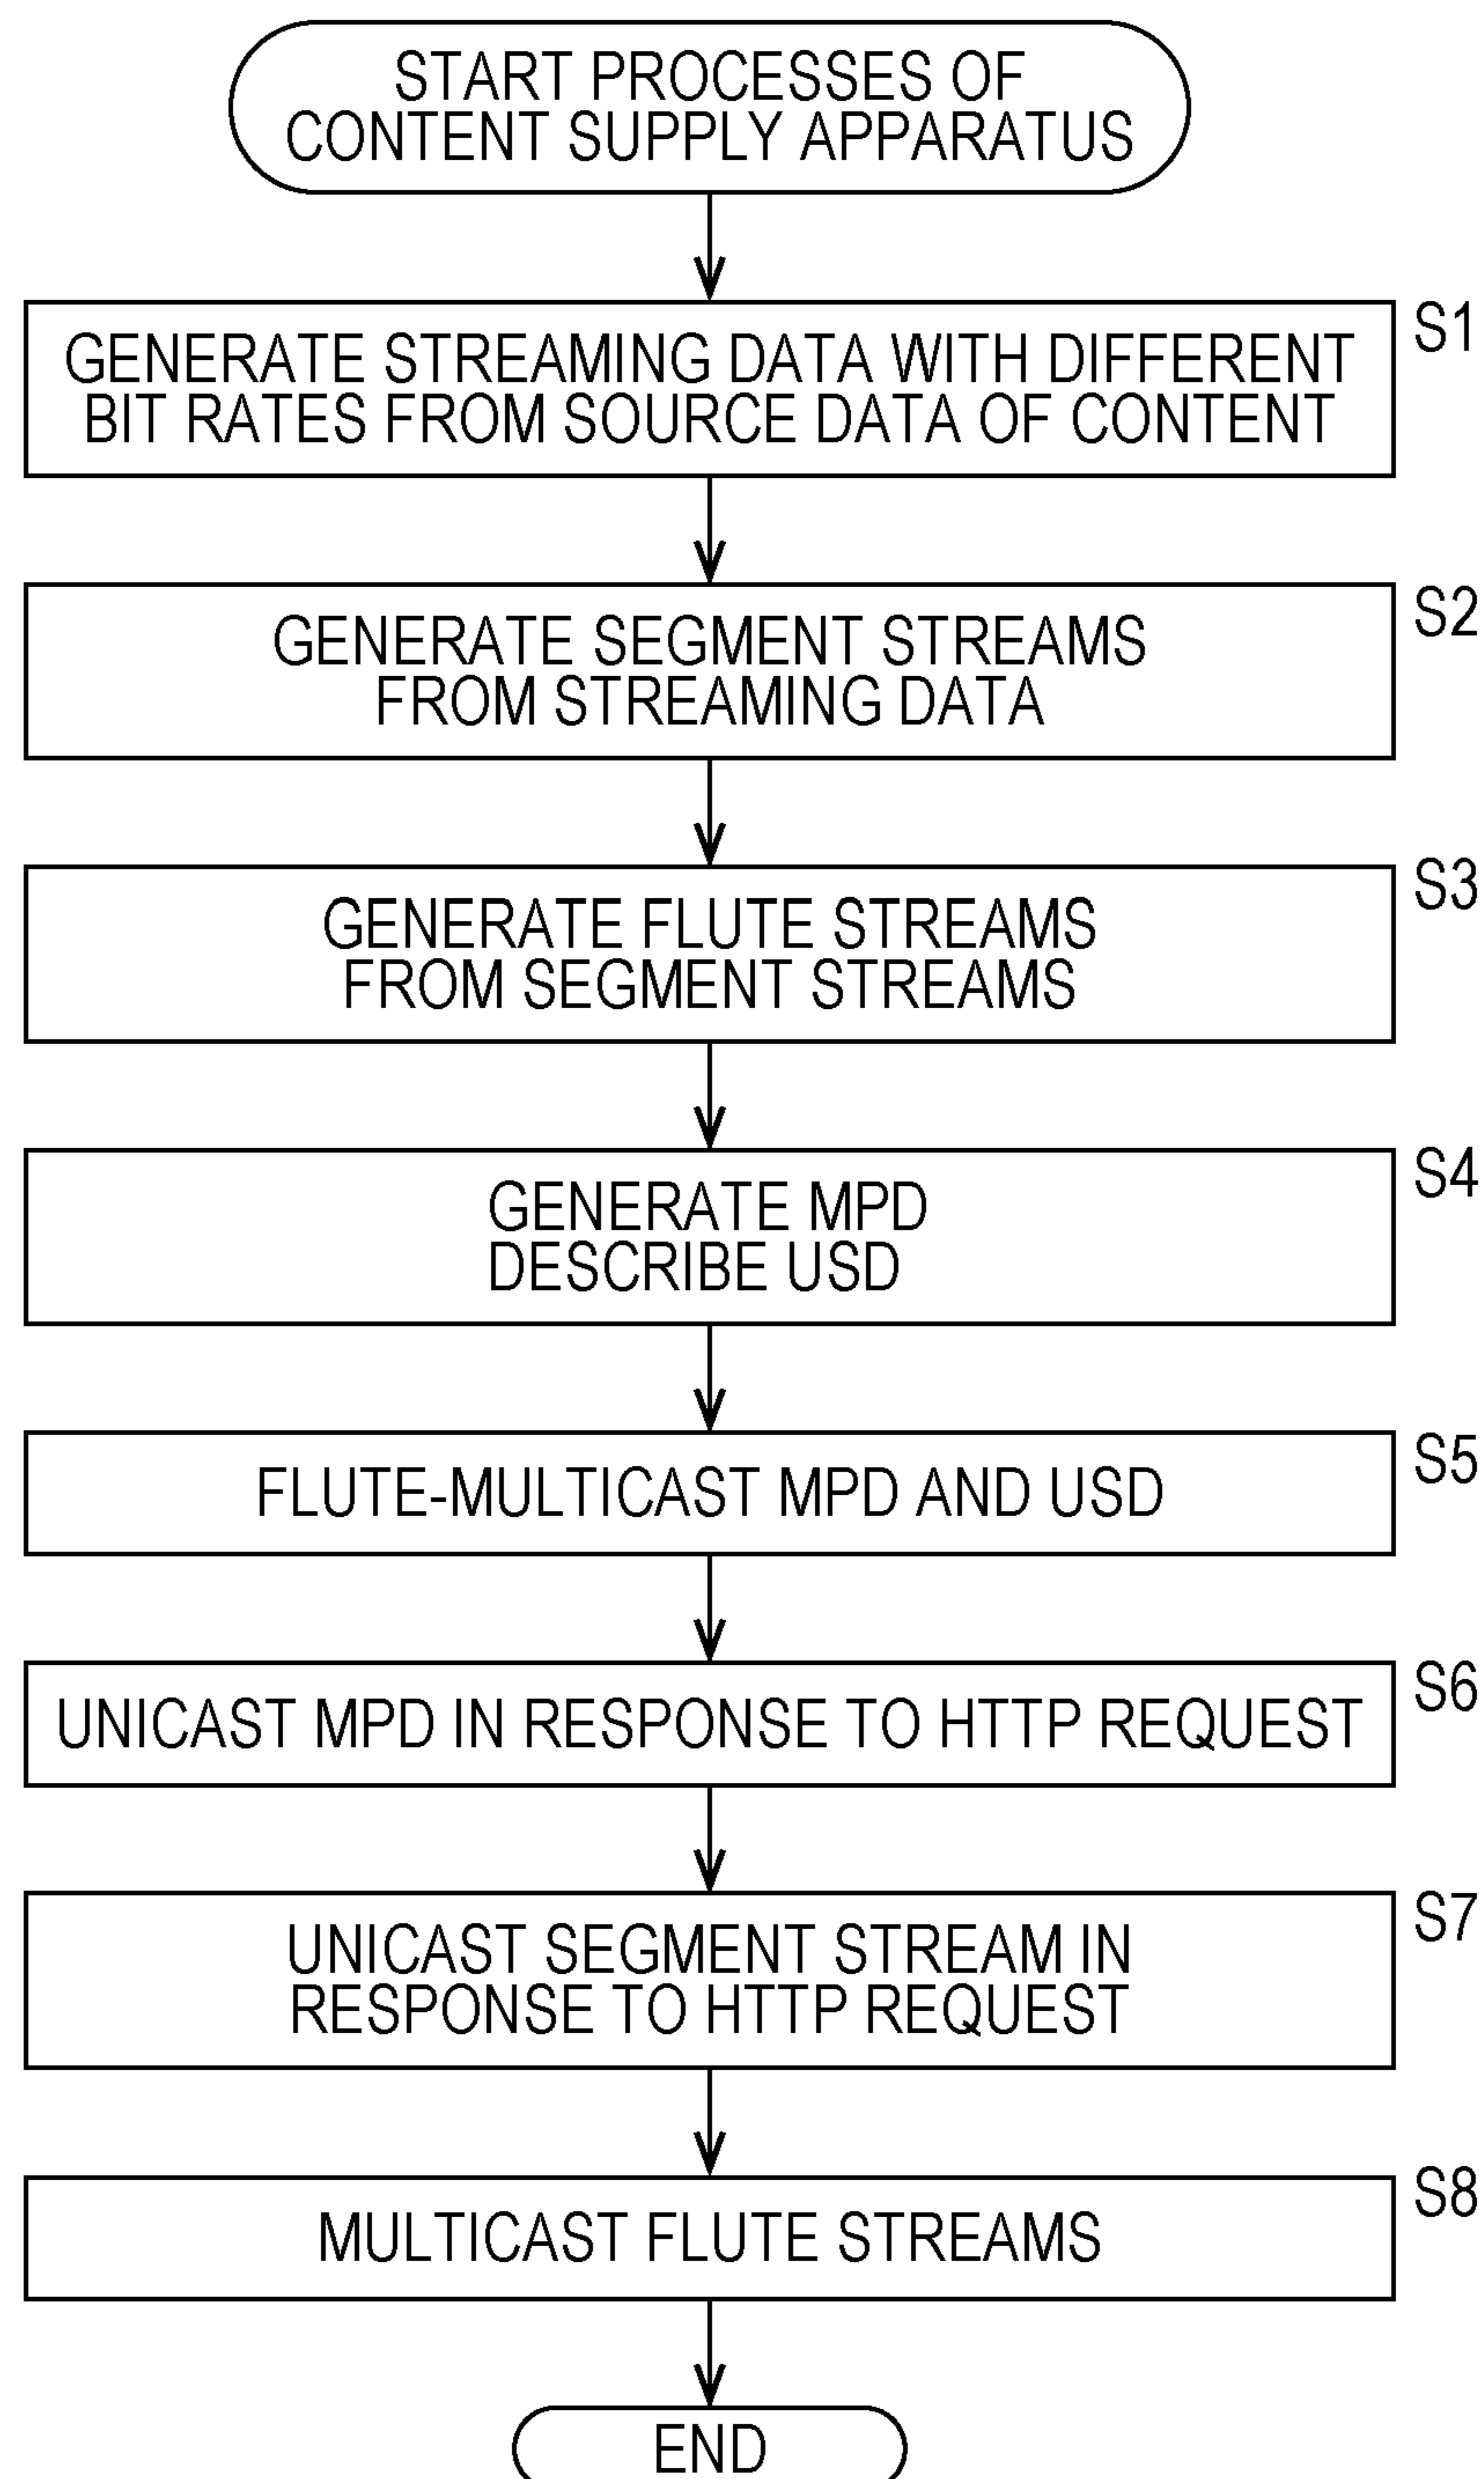 START PROCESSES OF
CONTENT SUPPLY APPARATUS
S1
GENERATE STREAMING DATA WITH DIFFERENT
BIT RATES FROM SOURCE DATA OF CONTENT
S2
GENERATE SEGMENT STREAMS
FROM STREAMING DATA
S3
GENERATE FLUTE STREAMS
FROM SEGMENT STREAMS
S4
GENERATE MPD
DESCRIBE USD
S5
FLUTE-MULTICAST MPD AND USD
S6
UNICAST MPD IN RESPONSE TO HTTP REQUEST
S7
UNICAST SEGMENT STREAM IN
RESPONSE TO HTTP REQUEST
S8
MULTICAST FLUTE STREAMS
END